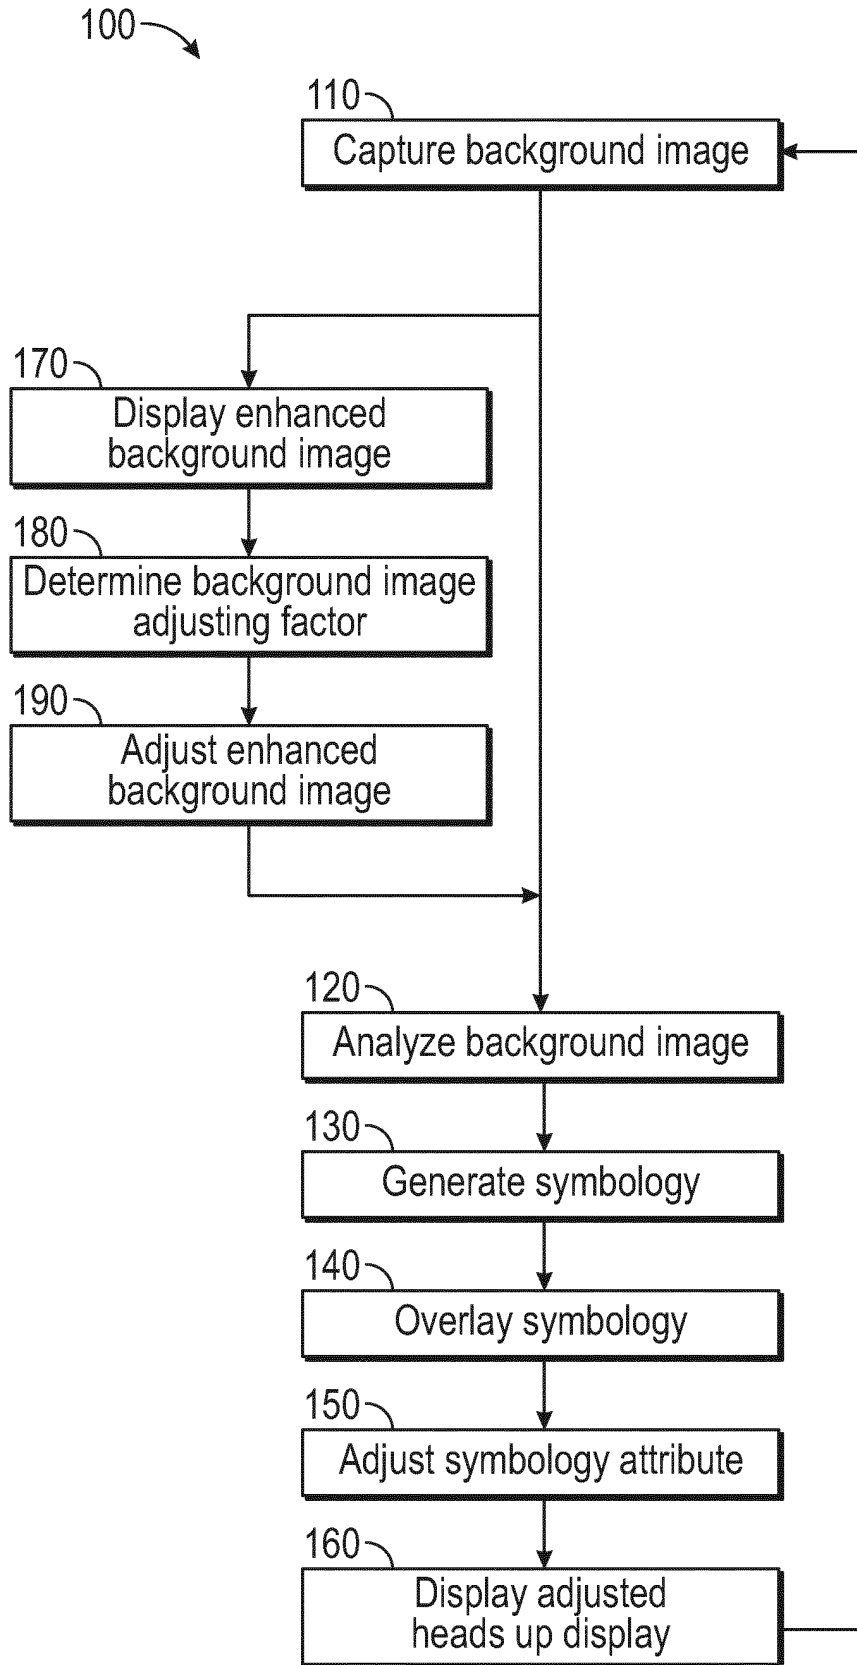 100
110
Capture background image
170
Display enhanced
background image
180
Determine background image
adjusting factor
190
Adjust enhanced
background image
120
Analyze background image
130
Generate symbology
140
Overlay symbology
150
Adjust symbology attribute
160
Display adjusted
heads up display